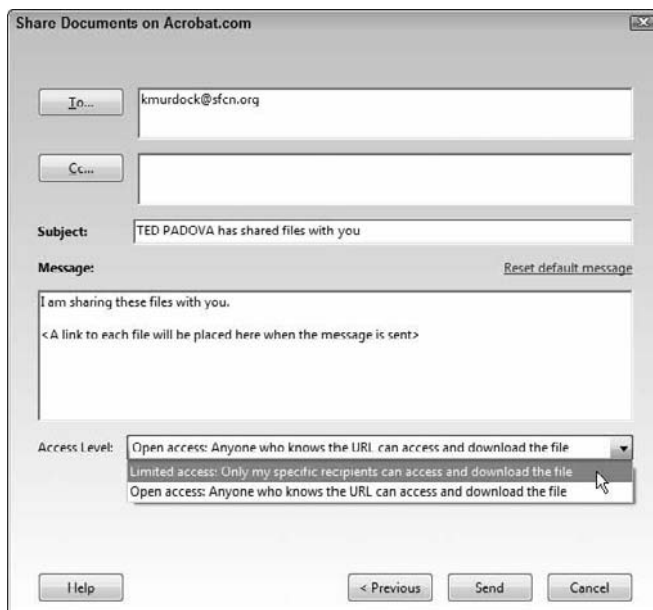 Share Documents on Acrobat.com
To...
kmurdock@sfcn.org
Cc...
Subject:
TED PADOVA has shared files with you
Message:
Reset default message
I am sharing these files with you.
<A link to each file will be placed here when the message is sent>
Access Level:
Open access: Anyone who knows the URL can access and download the file
Limited access: Only my specific recipients can access and download the file
Open access: Anyone who knows the URL can access and download the file
Help
< Previous
Send
Cancel